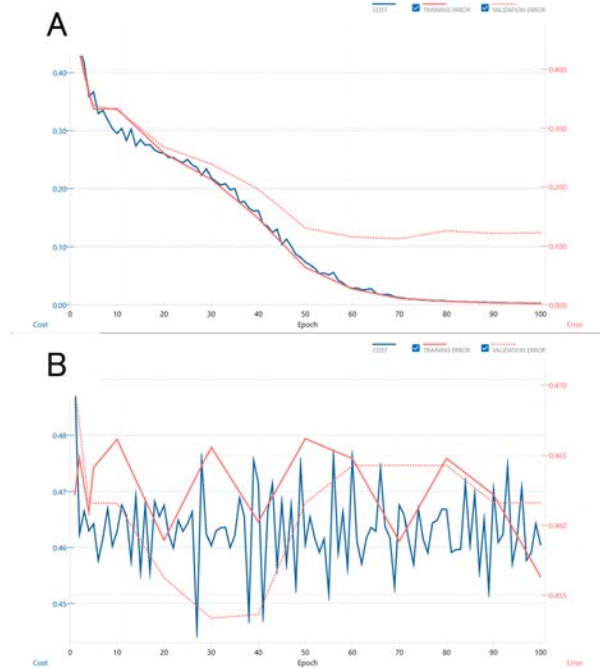 A
COST TRAINING ERROR VALIDATION ERROR
0.40 0.400
0.30 0.300
0.20 0.200
0.10 0.100
0.00 0.000
0 10 20 30 40 50 60 70 80 90 100
Cost Epoch Error
B
COST TRAINING ERROR VALIDATION ERROR
0.470
0.48
0.465
0.47
0.460
0.46
0.455
0.45
0 10 20 30 40 50 60 70 80 90 100
Cost Epoch Error